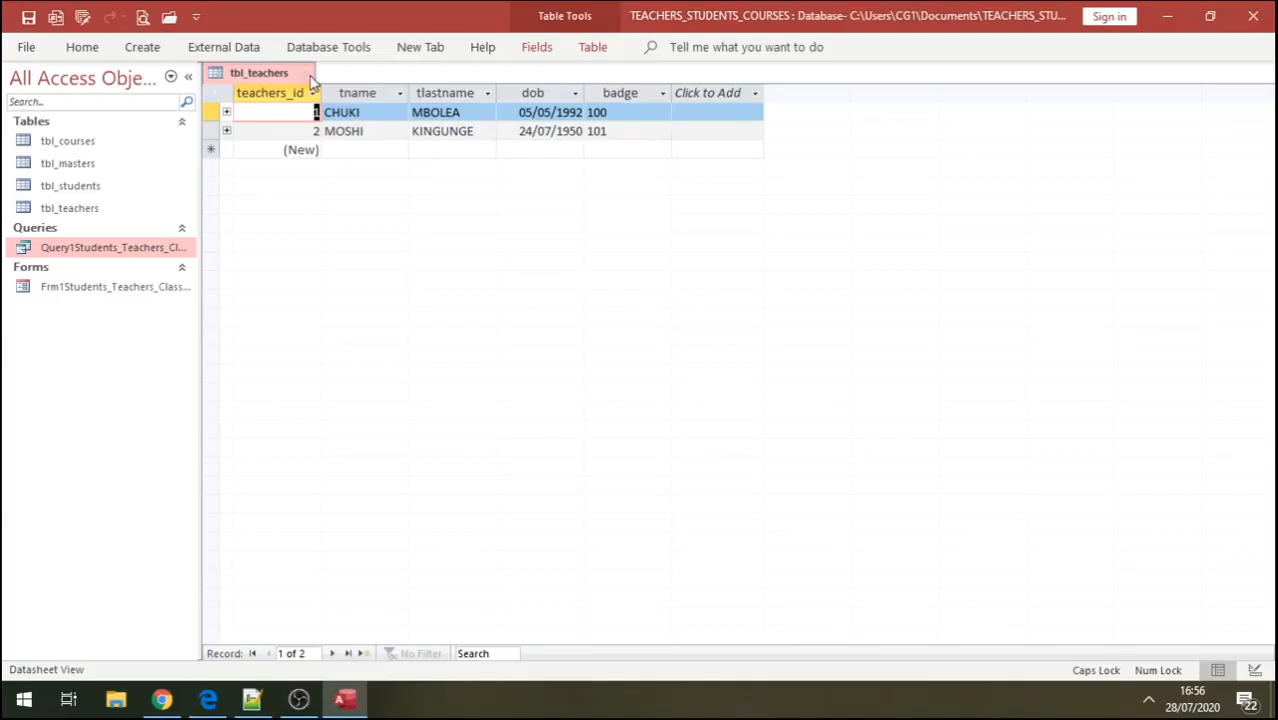 Table Tools
TEACHERS_STUDENTS_COURSES : Database- C:\Users\CG1\Documents\TEACHERS_STU...
Sign in
File Home Create External Data Database Tools New Tab Help Fields Table Tell me what you want to do
All Access Obje...
Search...
Tables
tbl_courses
tbl_masters
tbl_students
tbl_teachers
Queries
Query1Students_Teachers_Cl...
Forms
Frm1Students_Teachers_Class...
tbl_teachers
teachers_id tname tlastname dob badge Click to Add
1 CHUKI MBOLEA 05/05/1992 100
2 MOSHI KINGUNGE 24/07/1950 101
(New)
Record: 1 of 2 No Filter Search
Datasheet View Caps Lock Num Lock
16:56
28/07/2020
22